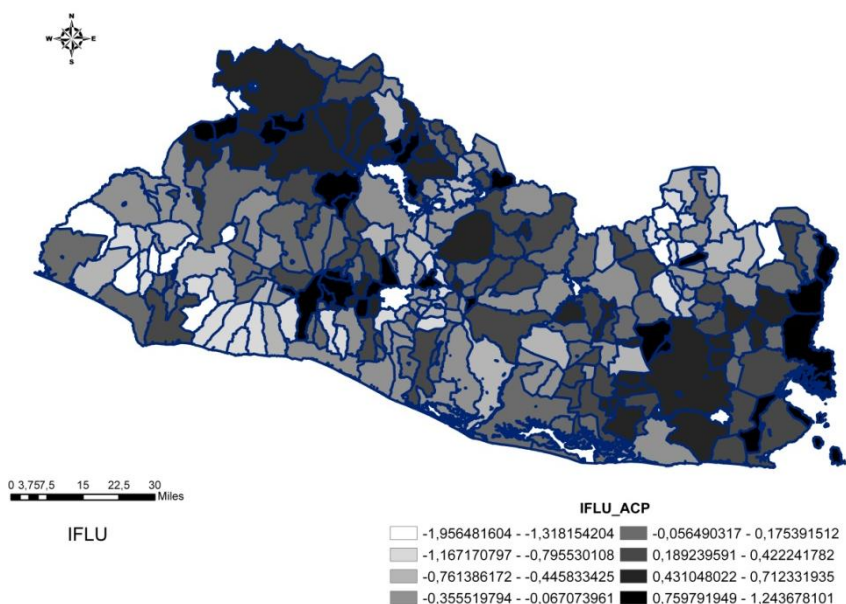 N
W E
S
0 3,75 7,5 15 22,5 30
Miles
IFLU
IFLU_ACP
-1,956481604 - -1,318154204
-1,167170797 - -0,795530108
-0,761386172 - -0,445833425
-0,355519794 - -0,067073961
-0,056490317 - 0,175391512
0,189239591 - 0,422241782
0,431048022 - 0,712331935
0,759791949 - 1,243678101